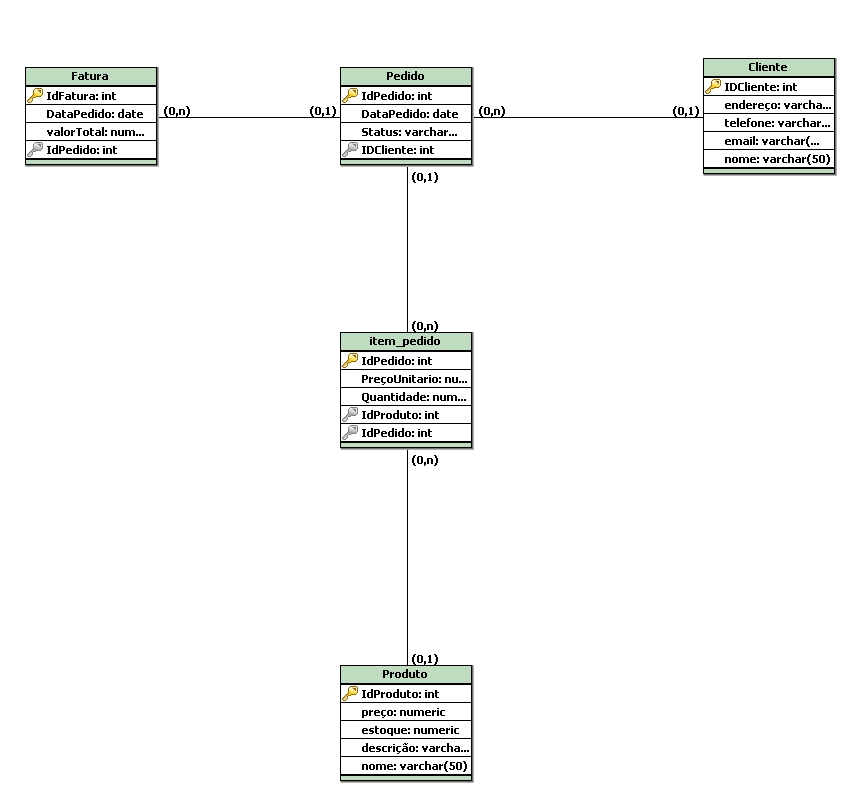 Fatura
IdFatura: int
DataPedido: date
valorTotal: num...
IdPedido: int
(0,n)
(0,1)
Pedido
IdPedido: int
DataPedido: date
Status: varchar...
IDCliente: int
(0,n)
(0,1)
Cliente
IDCliente: int
endereço: varcha...
telefone: varchar...
email: varchar(...
nome: varchar(50)
(0,1)
(0,n)
item_pedido
IdPedido: int
PreçoUnitario: nu...
Quantidade: num...
IdProduto: int
IdPedido: int
(0,n)
(0,1)
Produto
IdProduto: int
preço: numeric
estoque: numeric
descrição: varcha...
nome: varchar(50)